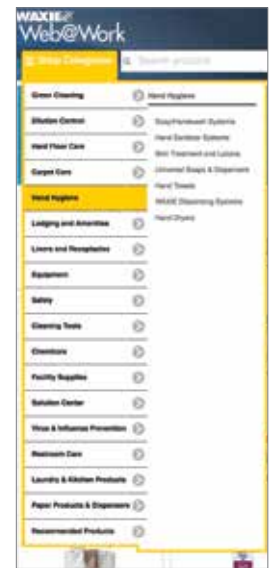 WAXIE
Web@Work
Shop Categories
Search products
Green Cleaning
Dilution Control
Hard Floor Care
Carpet Care
Hand Hygiene
Lodging and Amenities
Liners and Receptacles
Equipment
Safety
Cleaning Tools
Chemicals
Facility Supplies
Solution Center
Virus & Influenza Prevention
Restroom Care
Laundry & Kitchen Products
Paper Products & Dispensers
Recommended Products
Hand Hygiene
Soap/Handwash Systems
Hand Sanitizer Systems
Skin Treatment and Lotions
Universal Soaps & Dispensers
Hand Towels
WAXIE Dispensing Systems
Hand Dryers